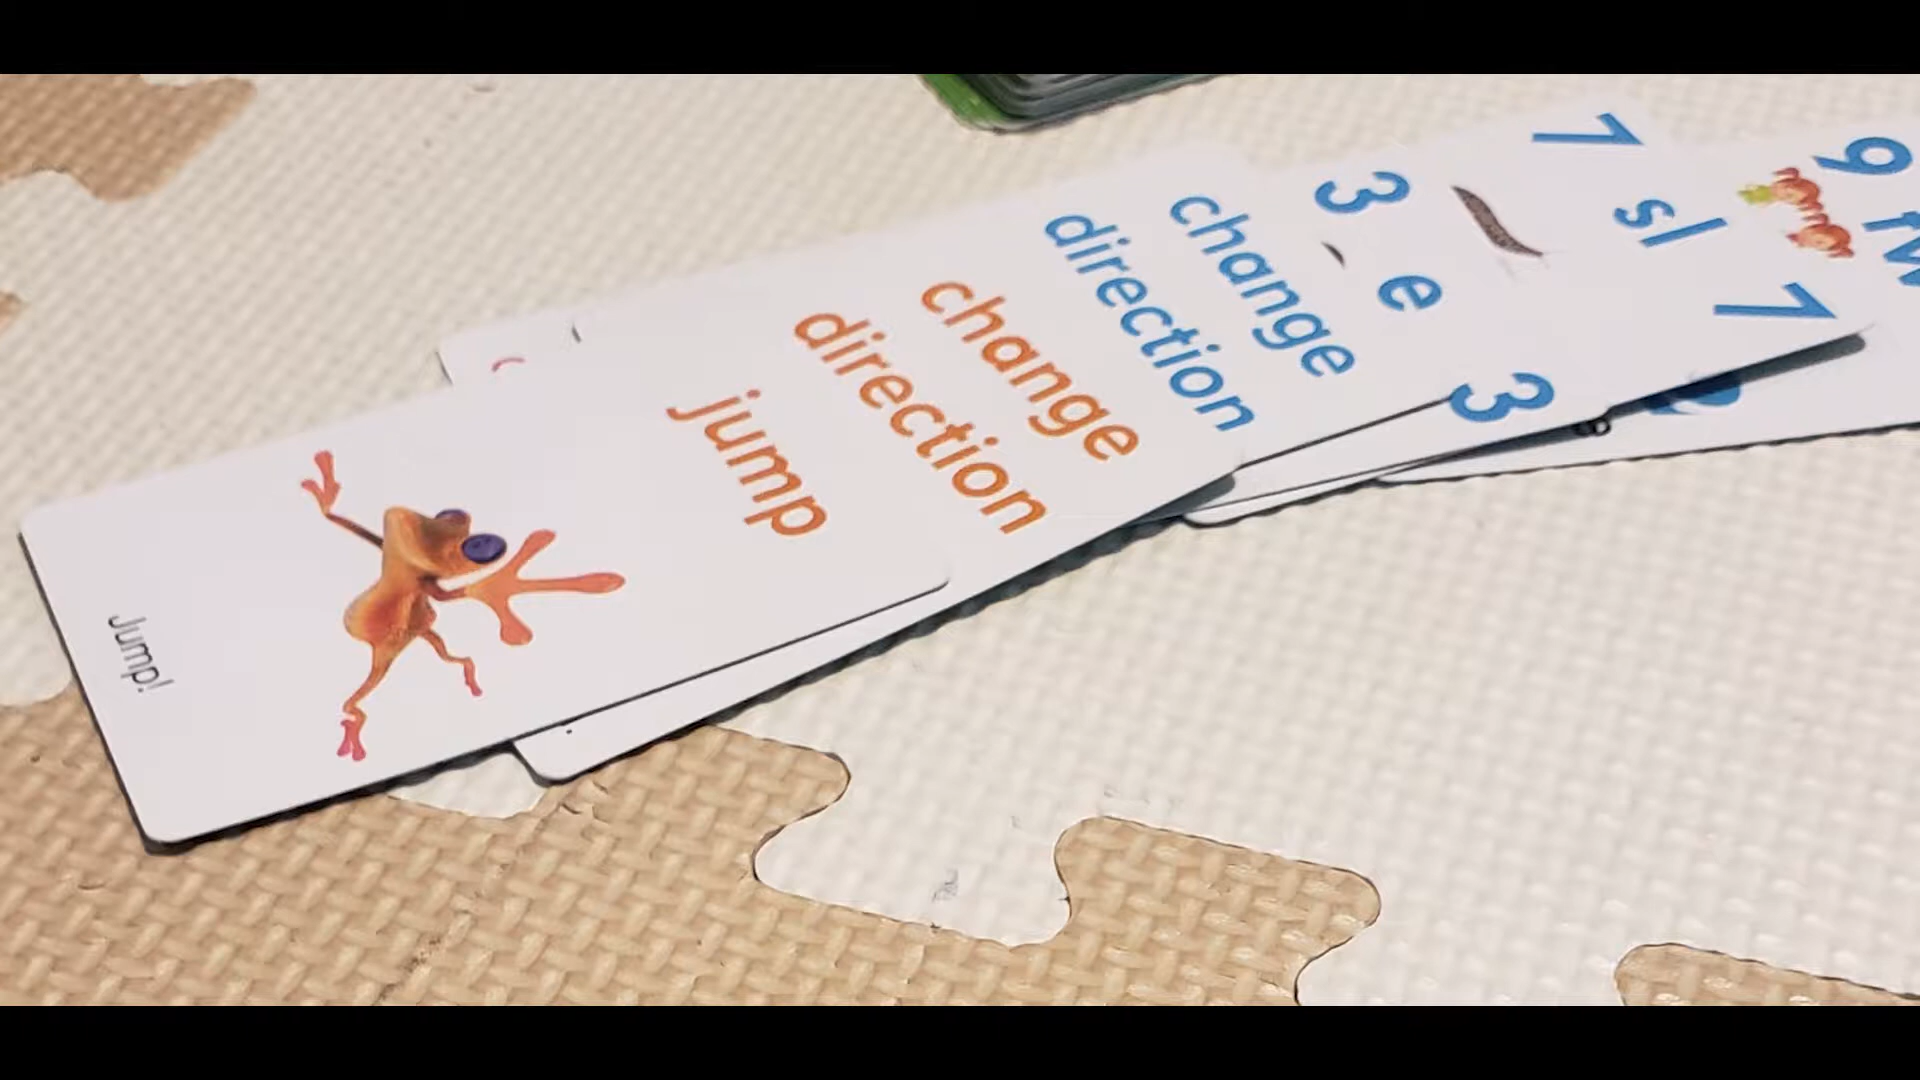 Jump!
jump
change
direction
change
direction
3
e
3
7
sl
7
9